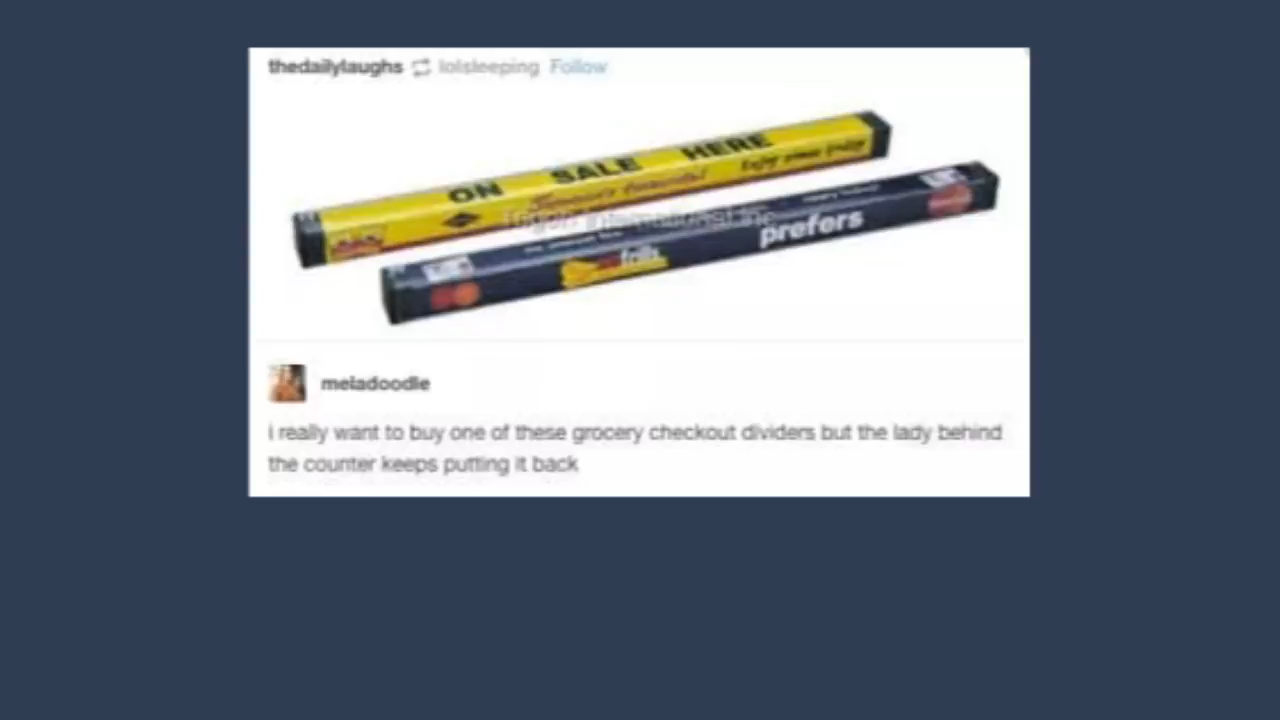 thedailylaughs lolsleeping Follow
ON SALE HERE
prefers
meladoodle
i really want to buy one of these grocery checkout dividers but the lady behind
the counter keeps putting it back